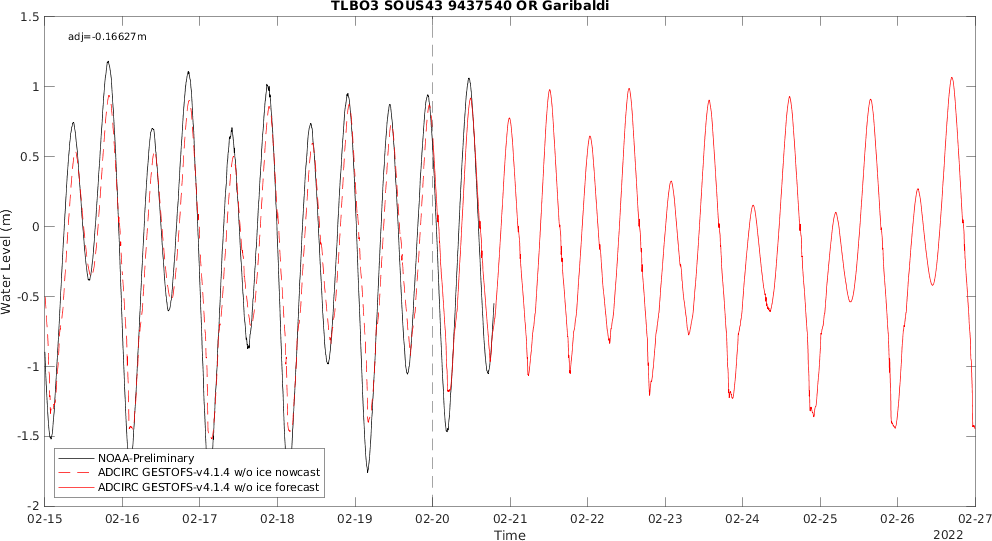 TLBO3 SOUS43 9437540 OR Garibaldi
adj=-0.16627m
1.5
1
0.5
0
-0.5
-1
-1.5
-2
Water Level (m)
NOAA-Preliminary
ADCIRC GESTOFS-v4.1.4 w/o ice nowcast
ADCIRC GESTOFS-v4.1.4 w/o ice forecast
02-15 02-16 02-17 02-18 02-19 02-20 02-21 02-22 02-23 02-24 02-25 02-26 02-27
Time
2022